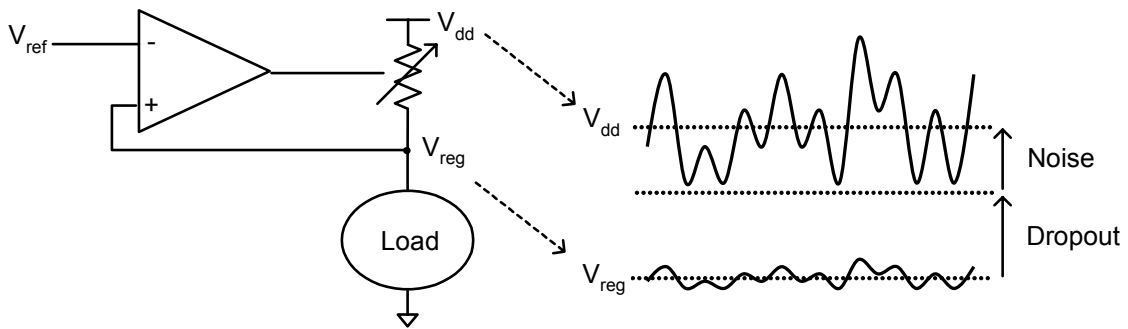 V_ref
-
+
V_dd
V_reg
Load
V_dd
Noise
Dropout
V_reg